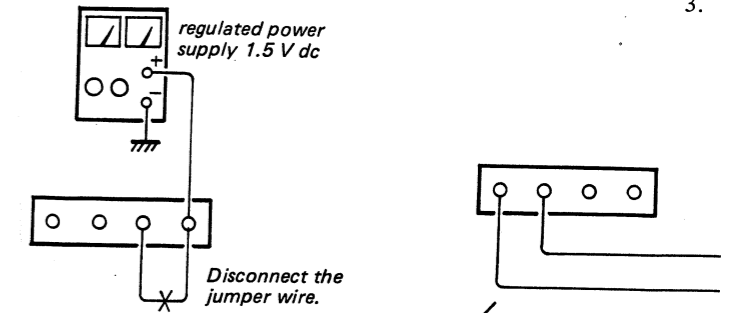 3.
regulated power
supply 1.5 V dc
+
−
Disconnect the
jumper wire.